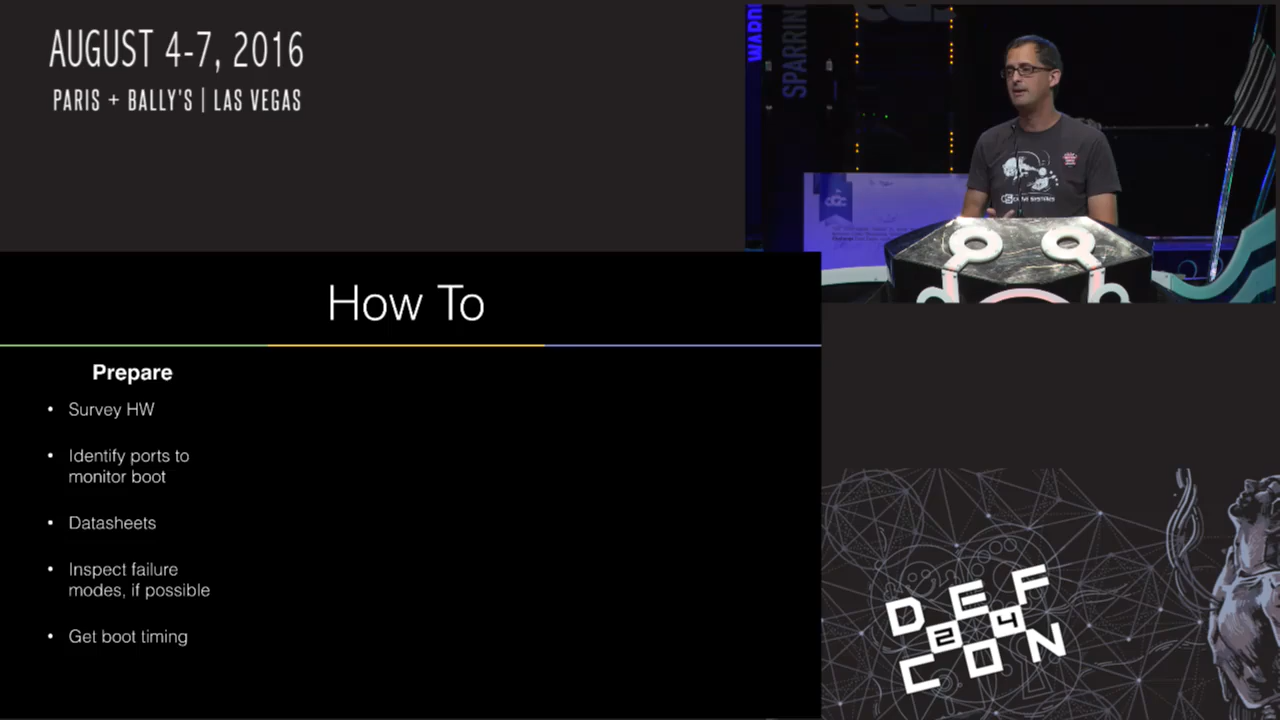 AUGUST 4-7, 2016
PARIS + BALLY'S | LAS VEGAS
SPARRING
How To
Prepare
• Survey HW
• Identify ports to
monitor boot
• Datasheets
• Inspect failure
modes, if possible
• Get boot timing
DEF
24
CON